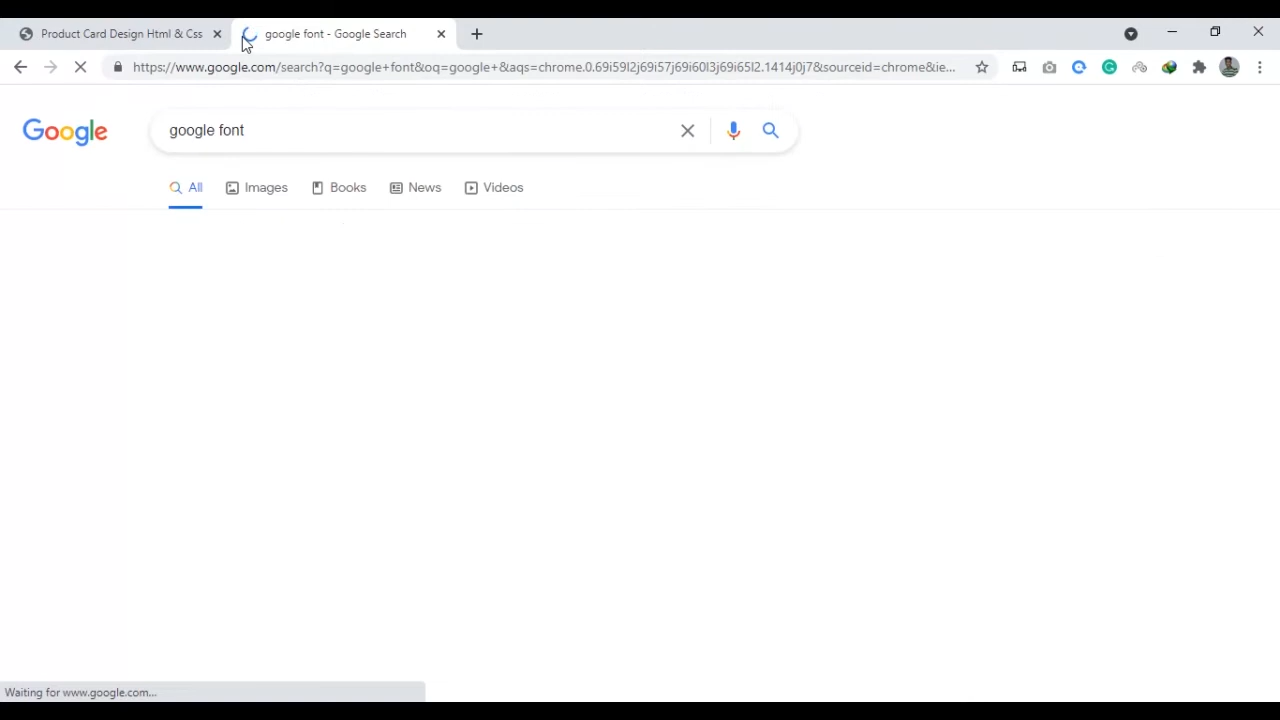 Product Card Design Html & Css
google font - Google Search
https://www.google.com/search?q=google+font&oq=google+&aqs=chrome.0.69i59l2j69i57j69i60l3j69i65l2.1414j0j7&sourceid=chrome&ie...
Google
google font
All
Images
Books
News
Videos
Waiting for www.google.com...